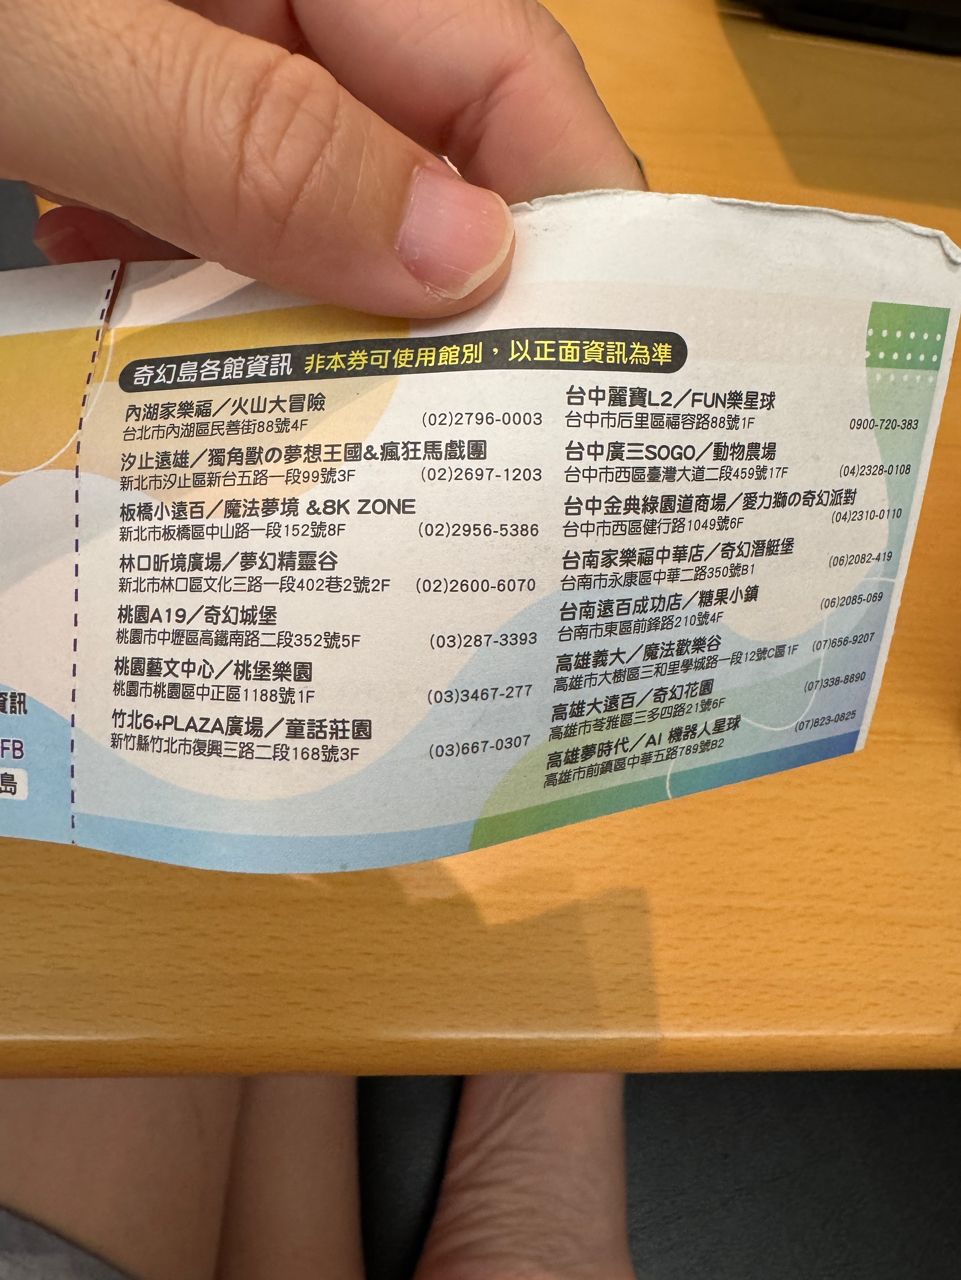 奇幻島各館資訊 非本券可使用館別,以正面資訊為準
內湖家樂福/火山大冒險
台北市內湖區民善街88號4F (02)2796-0003
汐止遠雄/獨角獸の夢想王國&瘋狂馬戲團
新北市汐止區新台五路一段99號3F (02)2697-1203
板橋小遠百/魔法夢境 &8K ZONE
新北市板橋區中山路一段152號8F (02)2956-5386
林口昕境廣場/夢幻精靈谷
新北市林口區文化三路一段402巷2號2F (02)2600-6070
桃園A19/奇幻城堡
桃園市中壢區高鐵南路二段352號5F (03)287-3393
桃園藝文中心/桃堡樂園
桃園市桃園區中正區1188號1F (03)3467-277
竹北6+PLAZA廣場/童話莊園
新竹縣竹北市復興三路二段168號3F (03)667-0307
台中麗寶L2/FUN樂星球
台中市后里區福容路88號1F 0900-720-383
台中廣三SOGO/動物農場
台中市西區臺灣大道二段459號17F (04)2328-0108
台中金典綠園道商場/愛力獅の奇幻派對
台中市西區健行路1049號6F (04)2310-0110
台南家樂福中華店/奇幻潛艇堡
台南市永康區中華二路350號B1 (06)2082-419
台南遠百成功店/糖果小鎮
台南市東區前鋒路210號4F (06)2085-069
高雄義大/魔法歡樂谷
高雄市大樹區三和里學城路一段12號C區1F (07)656-9207
高雄大遠百/奇幻花園
高雄市苓雅區三多四路21號6F (07)338-8890
高雄夢時代/AI 機器人星球
高雄市前鎮區中華五路789號B2 (07)823-0825
資訊
FB
島